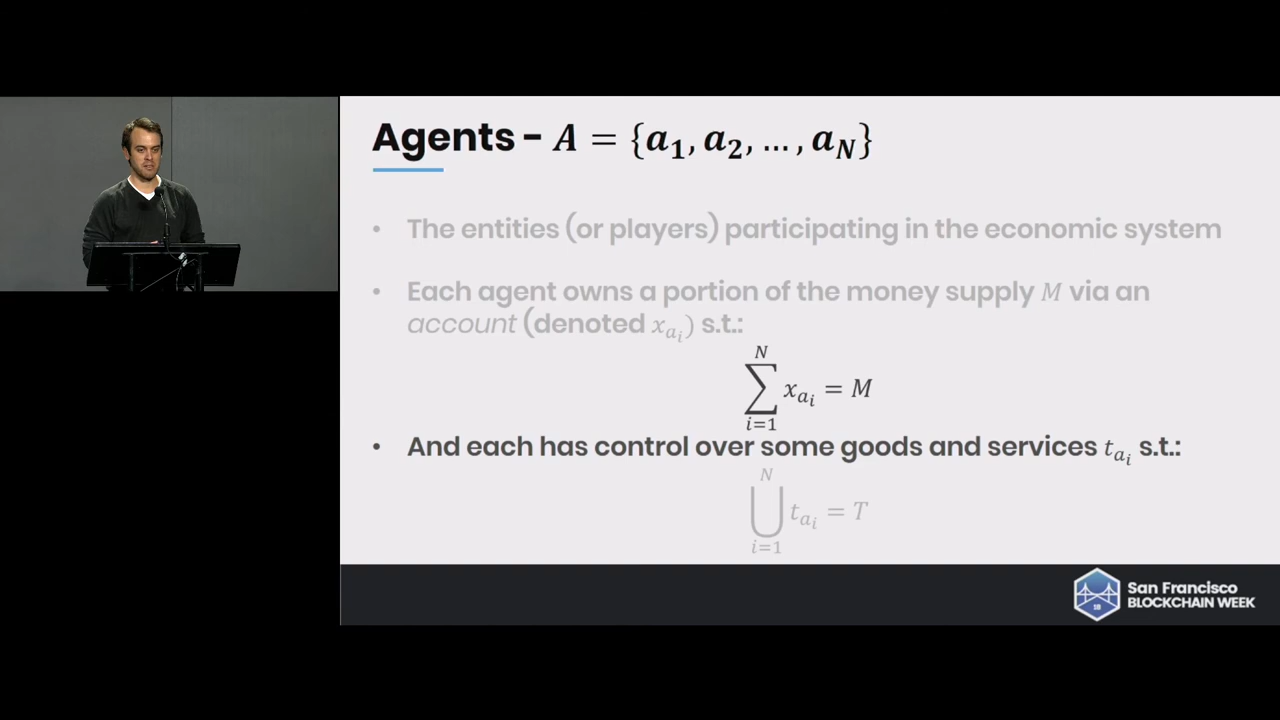 Agents - A = {a₁, a₂, ..., a_N}
• The entities (or players) participating in the economic system
• Each agent owns a portion of the money supply M via an
account (denoted x_{a_i}) s.t.:
∑_{i=1}^{N} x_{a_i} = M
• And each has control over some goods and services t_{a_i} s.t.:
⋃_{i=1}^{N} t_{a_i} = T
18
San Francisco
BLOCKCHAIN WEEK